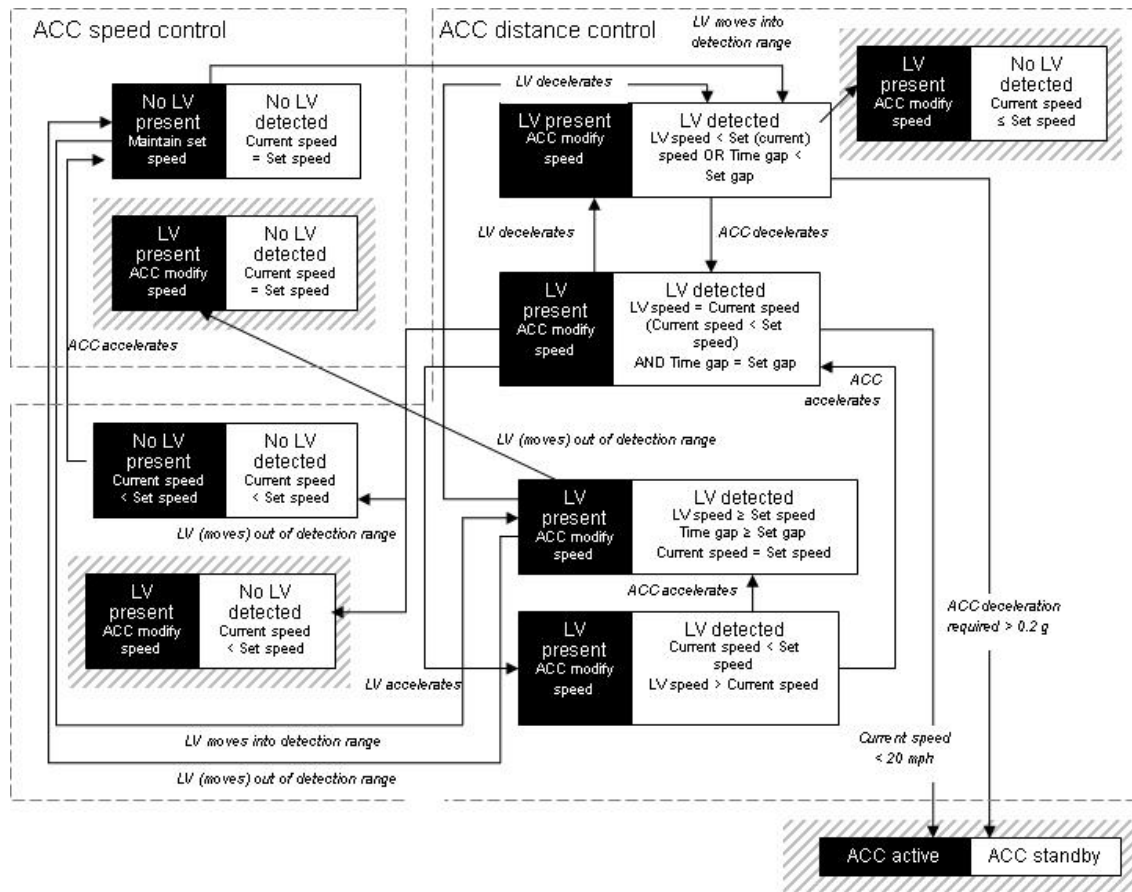 ACC speed control
ACC distance control
LV moves into
detection range
LV
present
ACC modify
speed
No LV
detected
Current speed
≤ Set speed
LV decelerates
No LV
present
Maintain set
speed
No LV
detected
Current speed
= Set speed
LV present
ACC modify
speed
LV detected
LV speed < Set (current)
speed OR Time gap <
Set gap
LV
present
ACC modify
speed
No LV
detected
Current speed
= Set speed
LV decelerates
ACC decelerates
LV
present
ACC modify
speed
LV detected
LV speed = Current speed
(Current speed < Set
speed)
AND Time gap = Set gap
ACC accelerates
ACC
accelerates
No LV
present
Current speed
< Set speed
No LV
detected
Current speed
< Set speed
LV (moves) out of detection range
LV (moves) out of detection range
LV
present
ACC modify
speed
LV detected
LV speed ≥ Set speed
Time gap ≥ Set gap
Current speed = Set speed
LV
present
ACC modify
speed
No LV
detected
Current speed
< Set speed
ACC accelerates
ACC deceleration
required > 0.2 g
LV
present
ACC modify
speed
LV detected
Current speed < Set
speed
LV speed > Current speed
LV accelerates
LV moves into detection range
LV (moves) out of detection range
Current speed
< 20 mph
ACC active
ACC standby